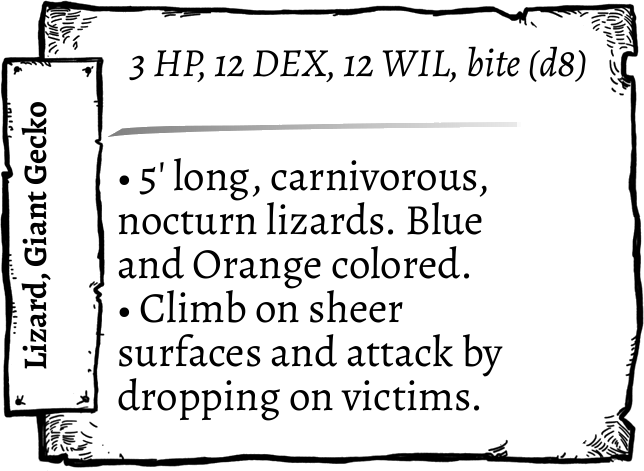 Lizard, Giant Gecko
3 HP, 12 DEX, 12 WIL, bite (d8)
• 5' long, carnivorous,
nocturn lizards. Blue
and Orange colored.
• Climb on sheer
surfaces and attack by
dropping on victims.